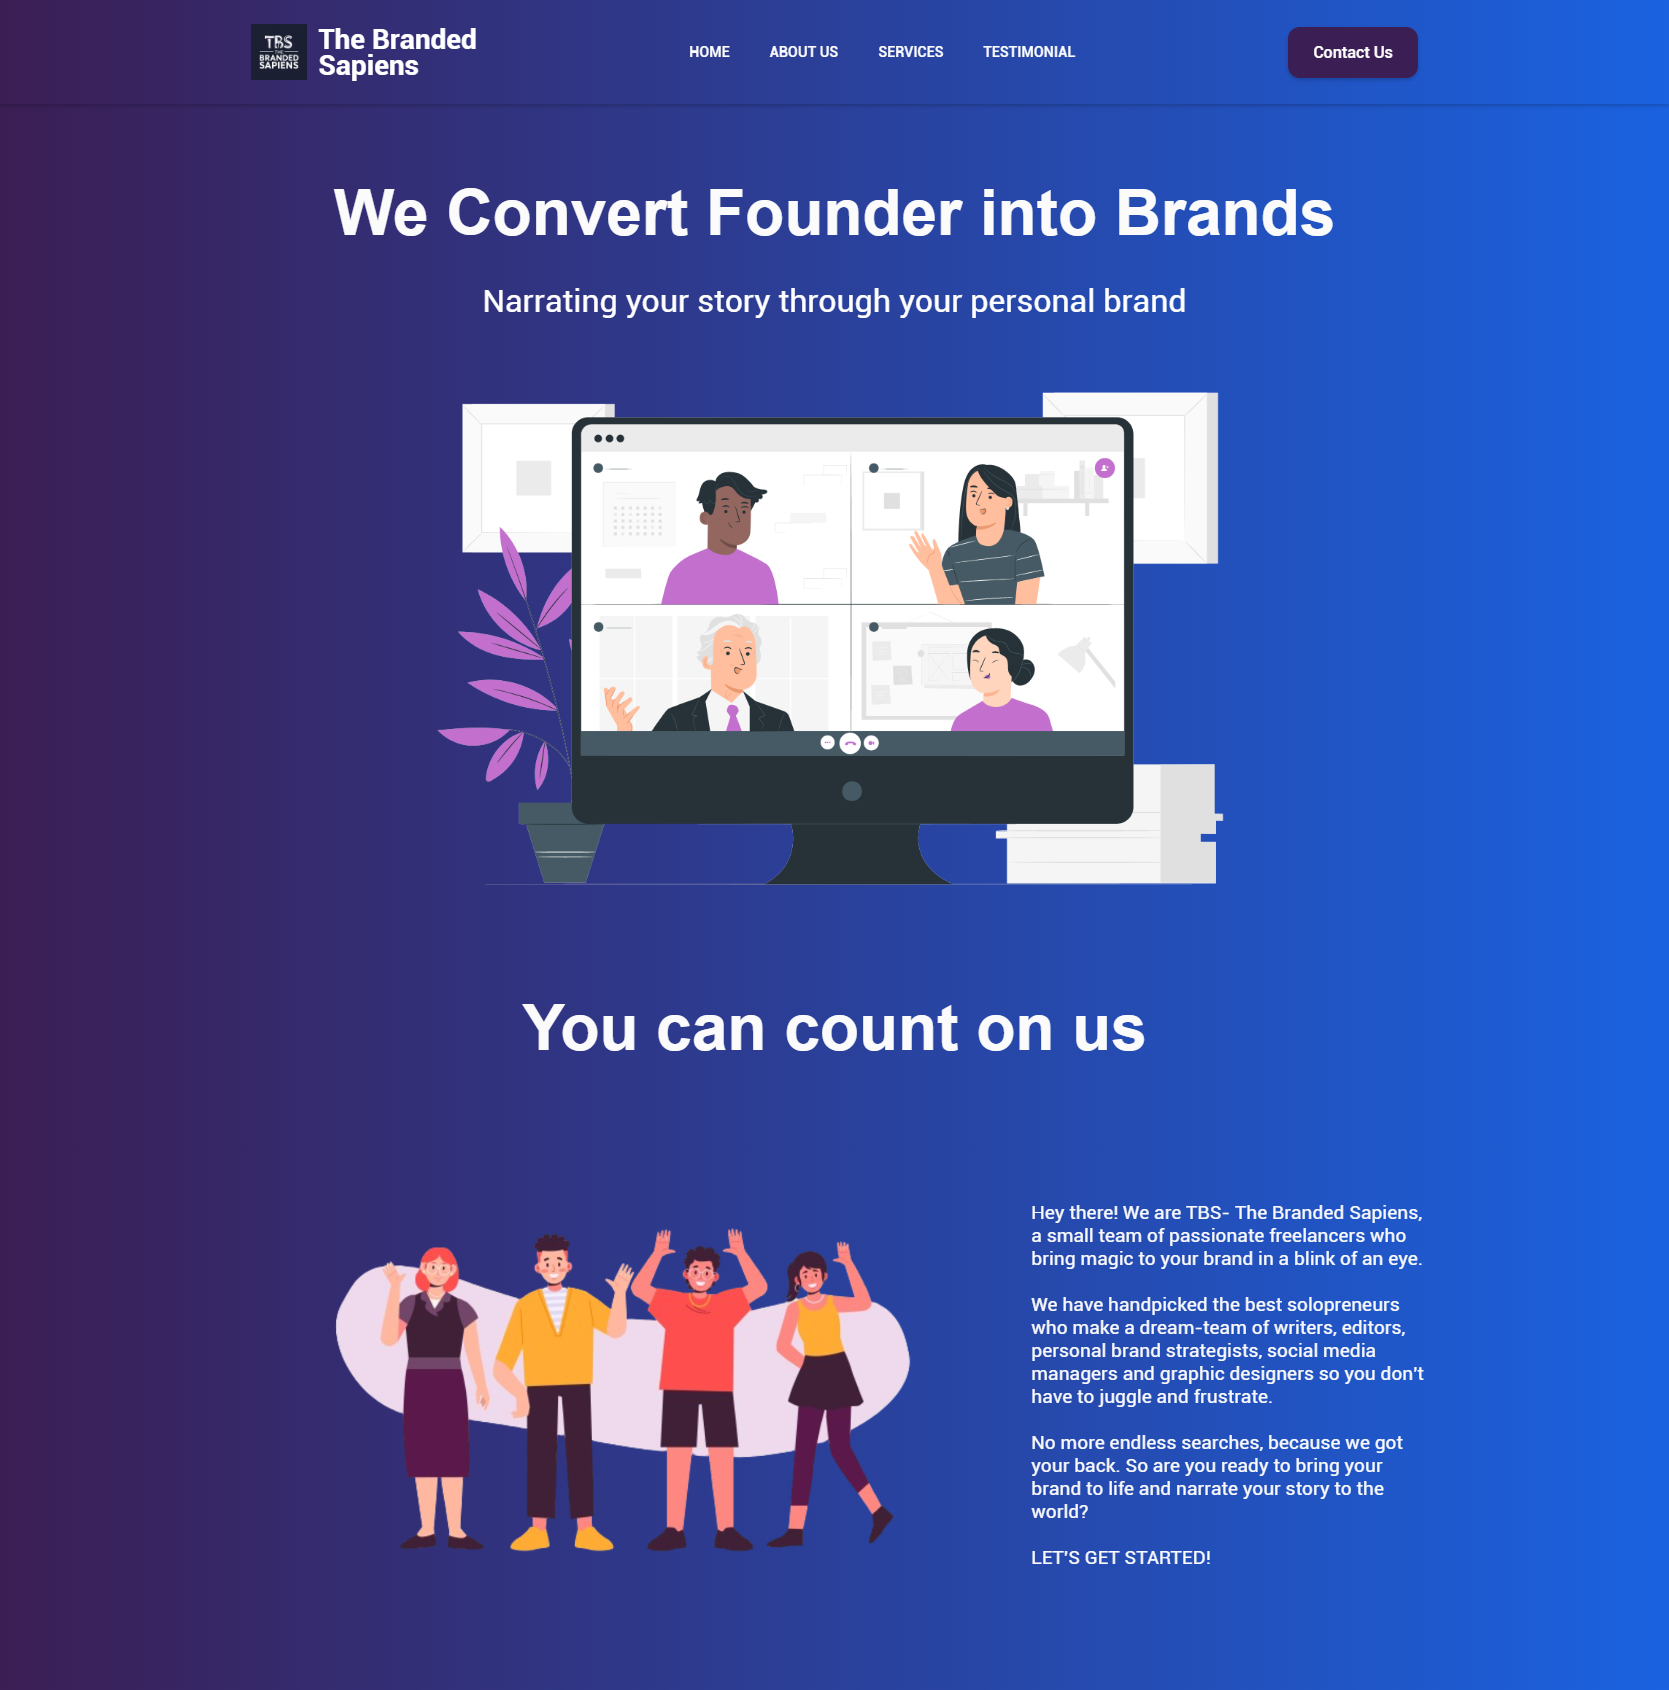 TBS
THE
BRANDED
SAPIENS
The Branded
Sapiens
HOME
ABOUT US
SERVICES
TESTIMONIAL
Contact Us
We Convert Founder into Brands
Narrating your story through your personal brand
You can count on us
Hey there! We are TBS- The Branded Sapiens,
a small team of passionate freelancers who
bring magic to your brand in a blink of an eye.
We have handpicked the best solopreneurs
who make a dream-team of writers, editors,
personal brand strategists, social media
managers and graphic designers so you don't
have to juggle and frustrate.
No more endless searches, because we got
your back. So are you ready to bring your
brand to life and narrate your story to the
world?
LET'S GET STARTED!